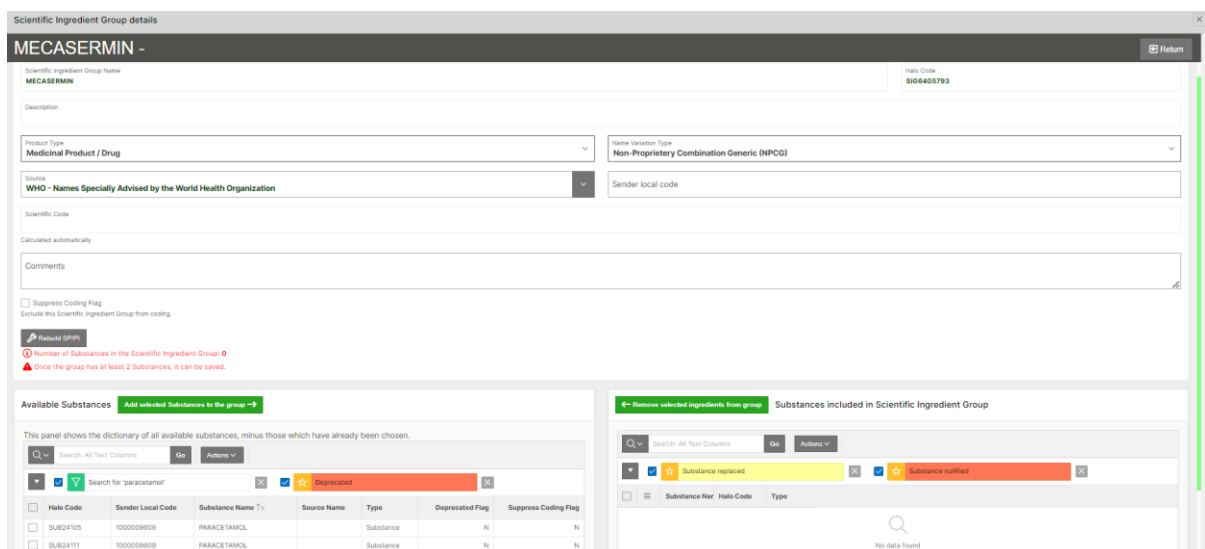 Scientific Ingredient Group details
MECASERMIN -
Return
Scientific Ingredient Group Name
MECASERMIN
Halo Code
SIG6405793
Description
Product Type
Medicinal Product / Drug
Name Variation Type
Non-Proprietery Combination Generic (NPCG)
Source
WHO - Names Specially Advised by the World Health Organization
Sender local code
Scientific Code
Calculated automatically
Comments
Suppress Coding Flag
Exclude this Scientific Ingredient Group from coding.
Rebuild SP/PI
Number of Substances in the Scientific Ingredient Group: 0
Once the group has at least 2 Substances, it can be saved.
Available Substances
Add selected Substances to the group
This panel shows the dictionary of all available substances, minus those which have already been chosen.
Search: All Text Columns
Go
Actions
Search for 'paracetamol'
Deprecated
Halo Code Sender Local Code Substance Name Source Name Type Deprecated Flag Suppress Coding Flag
SUB24105 1000009609 PARACETAMOL Substance N N
SUB24111 1000009609 PARACETAMOL Substance N N
Remove selected ingredients from group
Substances included in Scientific Ingredient Group
Search: All Text Columns
Go
Actions
Substance replaced
Substance nullified
Substance Nar Halo Code Type
No data found